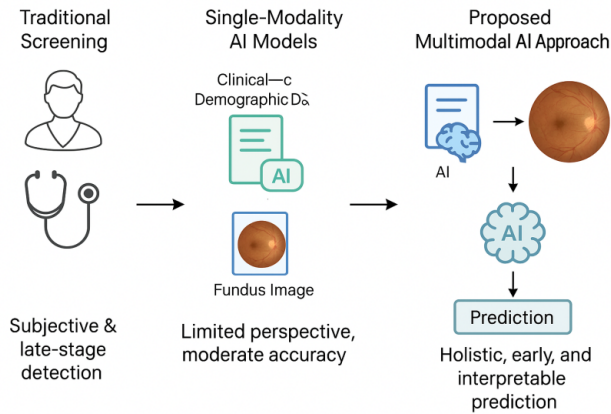 Traditional
Screening
Subjective &
late-stage
detection
Single-Modality
AI Models
Clinical—c
Demographic
AI
Fundus Image
Limited perspective,
moderate accuracy
Proposed
Multimodal AI Approach
AI
AI
Prediction
Holistic, early, and
interpretable
prediction